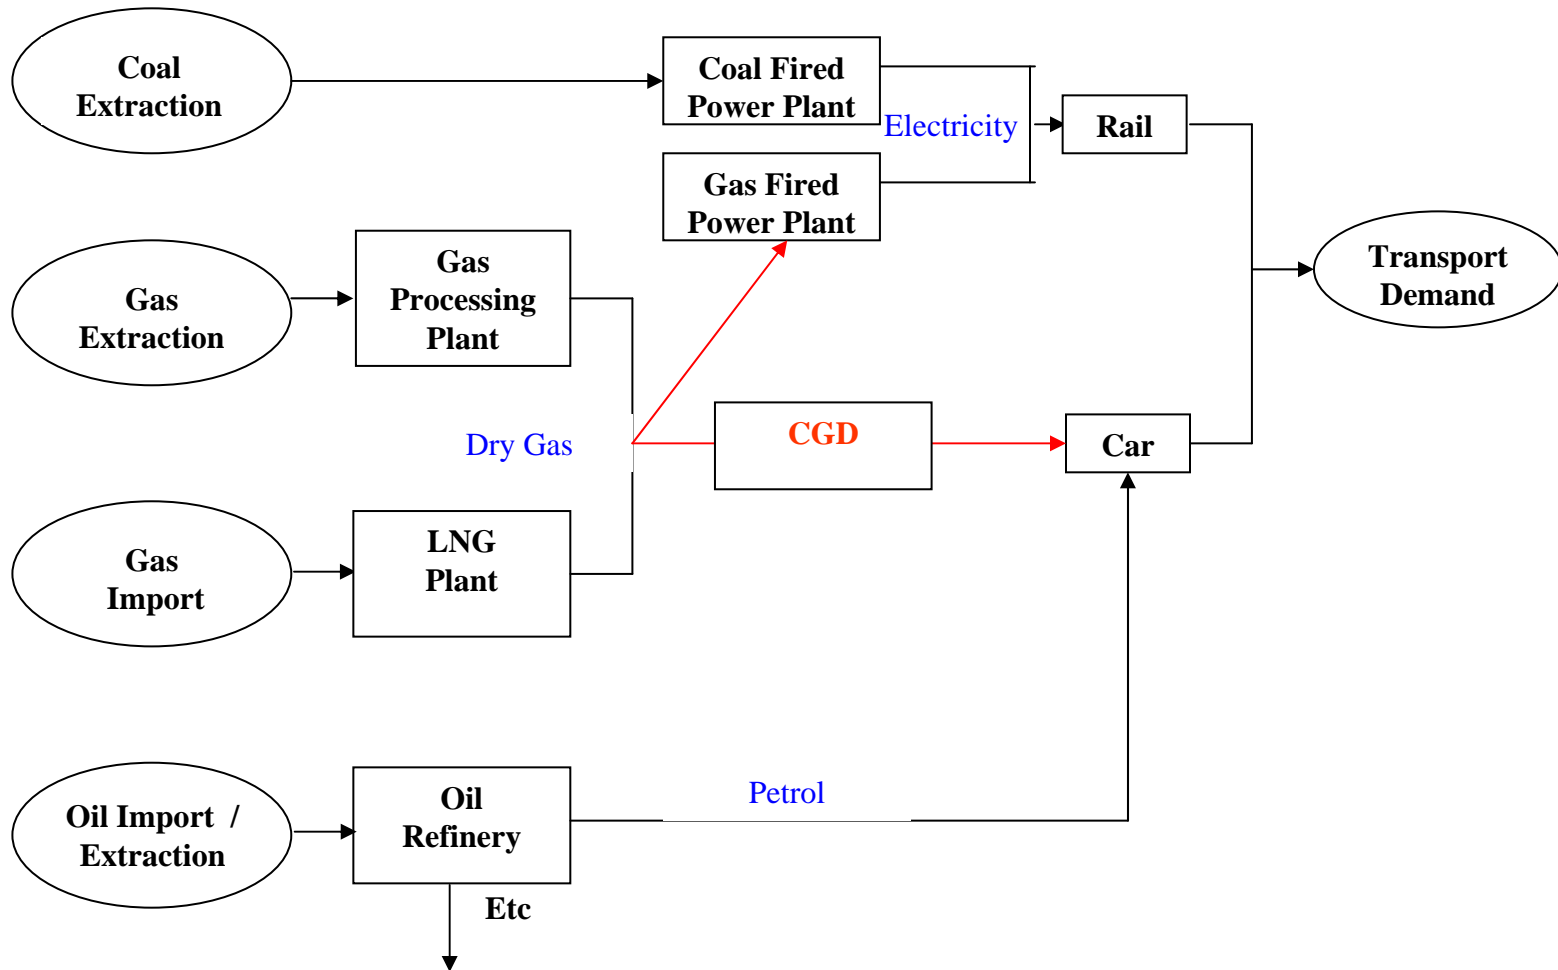 Coal
Extraction
Coal Fired
Power Plant
Electricity
Rail
Gas Fired
Power Plant
Gas
Extraction
Gas
Processing
Plant
Transport
Demand
Dry Gas
CGD
Car
Gas
Import
LNG
Plant
Oil Import /
Extraction
Oil
Refinery
Petrol
Etc